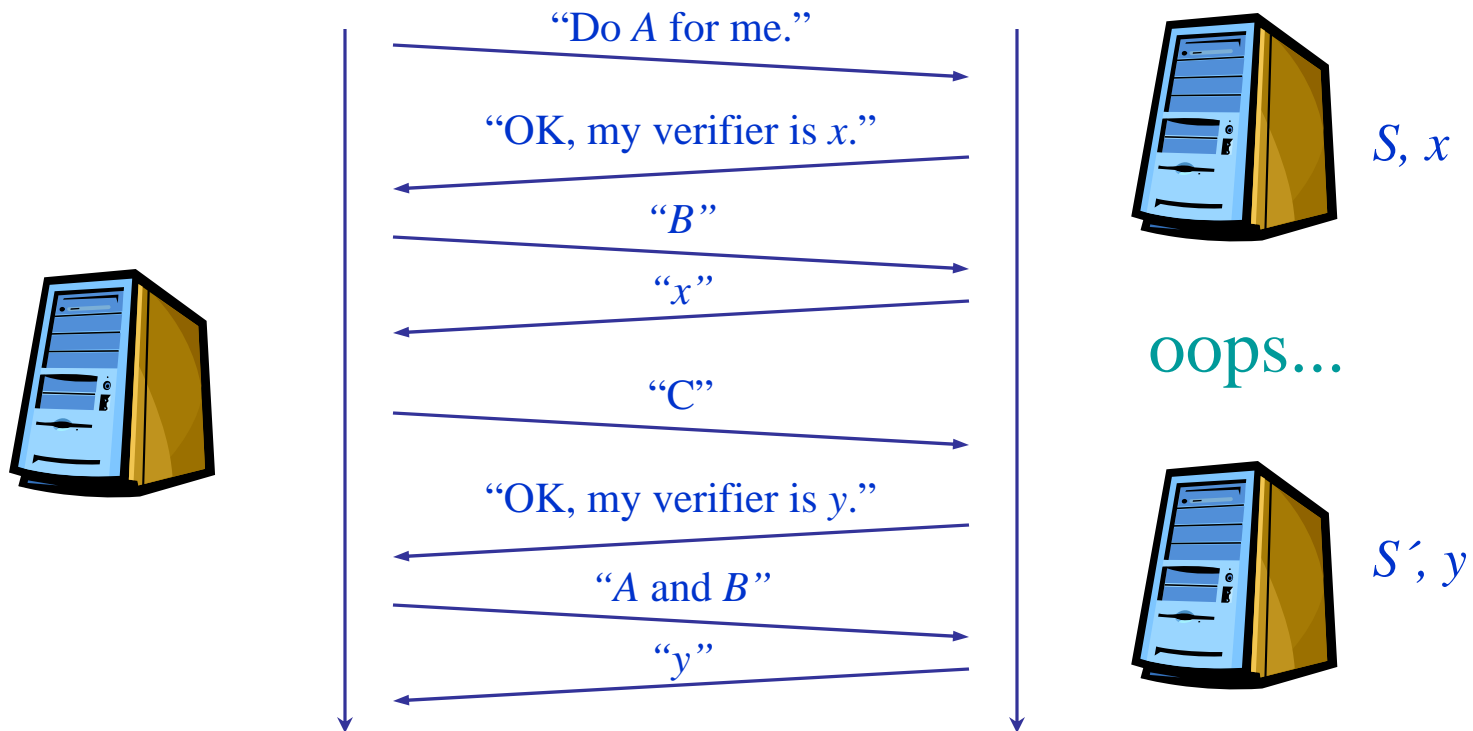 “Do A for me.”
“OK, my verifier is x.”
S, x
“B”
“x”
oops...
“C”
“OK, my verifier is y.”
S´, y
“A and B”
“y”